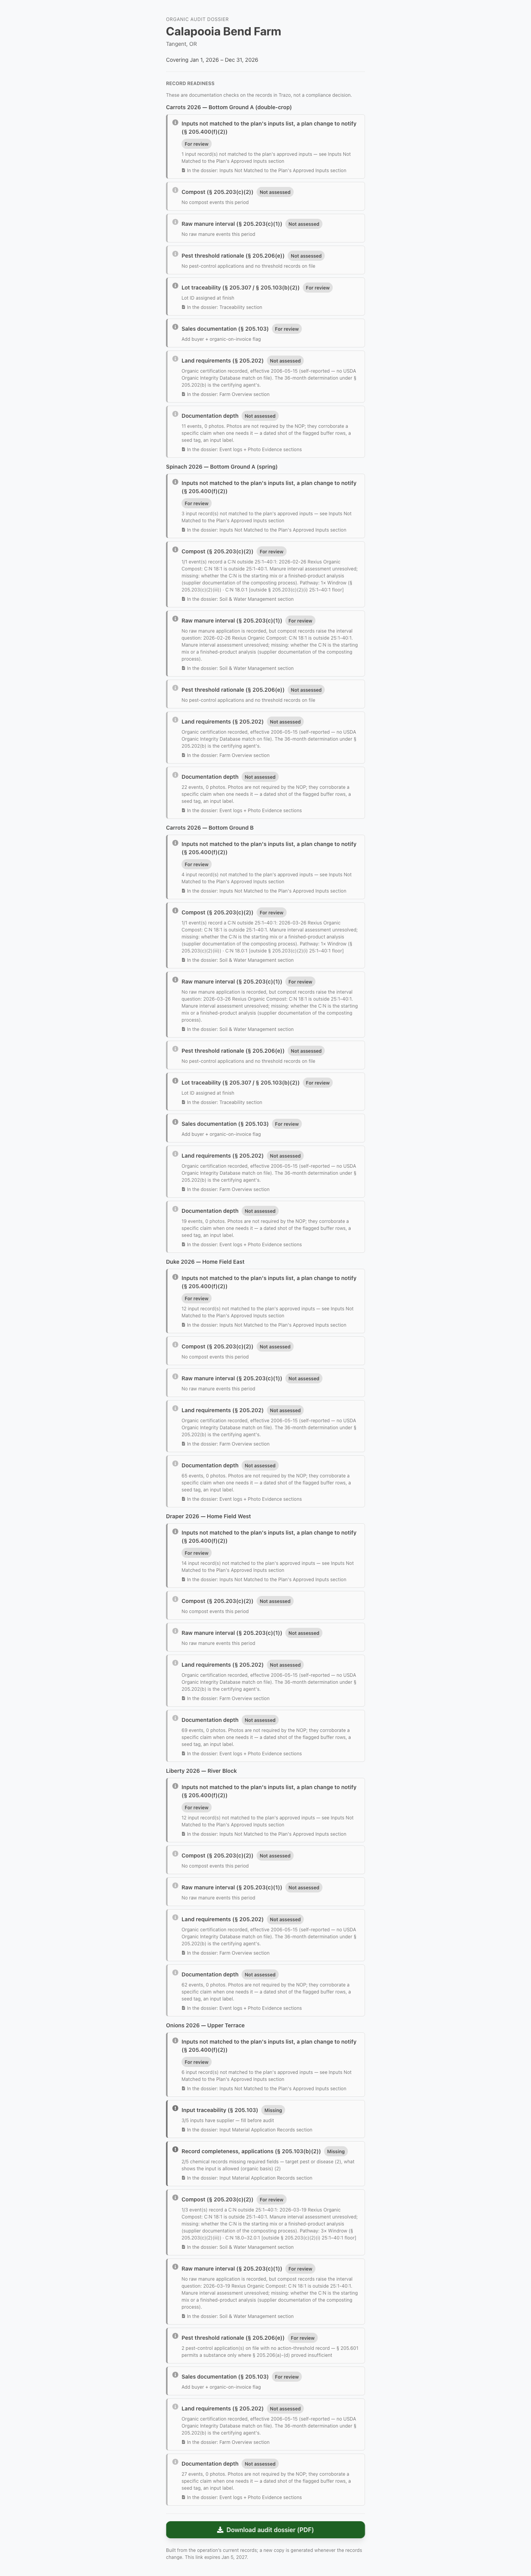 ORGANIC AUDIT DOSSIER
Calapooia Bend Farm
Tangent, OR
Covering Jan 1, 2026 – Dec 31, 2026
RECORD READINESS
These are documentation checks on the records in Trazo, not a compliance decision.
Carrots 2026 — Bottom Ground A (double-crop)
Inputs not matched to the plan's inputs list, a plan change to notify
(§ 205.400(f)(2))
For review
1 input record(s) not matched to the plan's approved inputs — see Inputs Not
Matched to the Plan's Approved Inputs section
In the dossier: Inputs Not Matched to the Plan's Approved Inputs section
Compost (§ 205.203(c)(2)) Not assessed
No compost events this period
Raw manure interval (§ 205.203(c)(1)) Not assessed
No raw manure events this period
Pest threshold rationale (§ 205.206(e)) Not assessed
No pest-control applications and no threshold records on file
Lot traceability (§ 205.307 / § 205.103(b)(2)) For review
Lot ID assigned at finish
In the dossier: Traceability section
Sales documentation (§ 205.103) For review
Add buyer + organic-on-invoice flag
Land requirements (§ 205.202) Not assessed
Organic certification recorded, effective 2006-05-15 (self-reported — no USDA
Organic Integrity Database match on file). The 36-month determination under §
205.202(b) is the certifying agent's.
In the dossier: Farm Overview section
Documentation depth Not assessed
11 events, 0 photos. Photos are not required by the NOP; they corroborate a
specific claim when one needs it — a dated shot of the flagged buffer rows, a
seed tag, an input label.
In the dossier: Event logs + Photo Evidence sections
Spinach 2026 — Bottom Ground A (spring)
Inputs not matched to the plan's inputs list, a plan change to notify
(§ 205.400(f)(2))
For review
3 input record(s) not matched to the plan's approved inputs — see Inputs Not
Matched to the Plan's Approved Inputs section
In the dossier: Inputs Not Matched to the Plan's Approved Inputs section
Compost (§ 205.203(c)(2)) For review
1/1 event(s) record a C:N outside 25:1–40:1: 2026-02-26 Rexius Organic
Compost: C:N 18:1 is outside 25:1–40:1. Manure interval assessment unresolved;
missing: whether the C:N is the starting mix or a finished-product analysis
(supplier documentation of the composting process). Pathway: 1× Windrow (§
205.203(c)(2)(iii)) · C:N 18.0:1 [outside § 205.203(c)(2)(i) 25:1–40:1 floor]
In the dossier: Soil & Water Management section
Raw manure interval (§ 205.203(c)(1)) For review
No raw manure application is recorded, but compost records raise the interval
question: 2026-02-26 Rexius Organic Compost: C:N 18:1 is outside 25:1–40:1.
Manure interval assessment unresolved; missing: whether the C:N is the starting
mix or a finished-product analysis (supplier documentation of the composting
process).
In the dossier: Soil & Water Management section
Pest threshold rationale (§ 205.206(e)) Not assessed
No pest-control applications and no threshold records on file
Land requirements (§ 205.202) Not assessed
Organic certification recorded, effective 2006-05-15 (self-reported — no USDA
Organic Integrity Database match on file). The 36-month determination under §
205.202(b) is the certifying agent's.
In the dossier: Farm Overview section
Documentation depth Not assessed
22 events, 0 photos. Photos are not required by the NOP; they corroborate a
specific claim when one needs it — a dated shot of the flagged buffer rows, a
seed tag, an input label.
In the dossier: Event logs + Photo Evidence sections
Carrots 2026 — Bottom Ground B
Inputs not matched to the plan's inputs list, a plan change to notify
(§ 205.400(f)(2))
For review
4 input record(s) not matched to the plan's approved inputs — see Inputs Not
Matched to the Plan's Approved Inputs section
In the dossier: Inputs Not Matched to the Plan's Approved Inputs section
Compost (§ 205.203(c)(2)) For review
1/1 event(s) record a C:N outside 25:1–40:1: 2026-03-26 Rexius Organic
Compost: C:N 18:1 is outside 25:1–40:1. Manure interval assessment unresolved;
missing: whether the C:N is the starting mix or a finished-product analysis
(supplier documentation of the composting process). Pathway: 1× Windrow (§
205.203(c)(2)(iii)) · C:N 18.0:1 [outside § 205.203(c)(2)(i) 25:1–40:1 floor]
In the dossier: Soil & Water Management section
Raw manure interval (§ 205.203(c)(1)) For review
No raw manure application is recorded, but compost records raise the interval
question: 2026-03-26 Rexius Organic Compost: C:N 18:1 is outside 25:1–40:1.
Manure interval assessment unresolved; missing: whether the C:N is the starting
mix or a finished-product analysis (supplier documentation of the composting
process).
In the dossier: Soil & Water Management section
Pest threshold rationale (§ 205.206(e)) Not assessed
No pest-control applications and no threshold records on file
Lot traceability (§ 205.307 / § 205.103(b)(2)) For review
Lot ID assigned at finish
In the dossier: Traceability section
Sales documentation (§ 205.103) For review
Add buyer + organic-on-invoice flag
Land requirements (§ 205.202) Not assessed
Organic certification recorded, effective 2006-05-15 (self-reported — no USDA
Organic Integrity Database match on file). The 36-month determination under §
205.202(b) is the certifying agent's.
In the dossier: Farm Overview section
Documentation depth Not assessed
19 events, 0 photos. Photos are not required by the NOP; they corroborate a
specific claim when one needs it — a dated shot of the flagged buffer rows, a
seed tag, an input label.
In the dossier: Event logs + Photo Evidence sections
Duke 2026 — Home Field East
Inputs not matched to the plan's inputs list, a plan change to notify
(§ 205.400(f)(2))
For review
12 input record(s) not matched to the plan's approved inputs — see Inputs Not
Matched to the Plan's Approved Inputs section
In the dossier: Inputs Not Matched to the Plan's Approved Inputs section
Compost (§ 205.203(c)(2)) Not assessed
No compost events this period
Raw manure interval (§ 205.203(c)(1)) Not assessed
No raw manure events this period
Land requirements (§ 205.202) Not assessed
Organic certification recorded, effective 2006-05-15 (self-reported — no USDA
Organic Integrity Database match on file). The 36-month determination under §
205.202(b) is the certifying agent's.
In the dossier: Farm Overview section
Documentation depth Not assessed
65 events, 0 photos. Photos are not required by the NOP; they corroborate a
specific claim when one needs it — a dated shot of the flagged buffer rows, a
seed tag, an input label.
In the dossier: Event logs + Photo Evidence sections
Draper 2026 — Home Field West
Inputs not matched to the plan's inputs list, a plan change to notify
(§ 205.400(f)(2))
For review
14 input record(s) not matched to the plan's approved inputs — see Inputs Not
Matched to the Plan's Approved Inputs section
In the dossier: Inputs Not Matched to the Plan's Approved Inputs section
Compost (§ 205.203(c)(2)) Not assessed
No compost events this period
Raw manure interval (§ 205.203(c)(1)) Not assessed
No raw manure events this period
Land requirements (§ 205.202) Not assessed
Organic certification recorded, effective 2006-05-15 (self-reported — no USDA
Organic Integrity Database match on file). The 36-month determination under §
205.202(b) is the certifying agent's.
In the dossier: Farm Overview section
Documentation depth Not assessed
69 events, 0 photos. Photos are not required by the NOP; they corroborate a
specific claim when one needs it — a dated shot of the flagged buffer rows, a
seed tag, an input label.
In the dossier: Event logs + Photo Evidence sections
Liberty 2026 — River Block
Inputs not matched to the plan's inputs list, a plan change to notify
(§ 205.400(f)(2))
For review
12 input record(s) not matched to the plan's approved inputs — see Inputs Not
Matched to the Plan's Approved Inputs section
In the dossier: Inputs Not Matched to the Plan's Approved Inputs section
Compost (§ 205.203(c)(2)) Not assessed
No compost events this period
Raw manure interval (§ 205.203(c)(1)) Not assessed
No raw manure events this period
Land requirements (§ 205.202) Not assessed
Organic certification recorded, effective 2006-05-15 (self-reported — no USDA
Organic Integrity Database match on file). The 36-month determination under §
205.202(b) is the certifying agent's.
In the dossier: Farm Overview section
Documentation depth Not assessed
62 events, 0 photos. Photos are not required by the NOP; they corroborate a
specific claim when one needs it — a dated shot of the flagged buffer rows, a
seed tag, an input label.
In the dossier: Event logs + Photo Evidence sections
Onions 2026 — Upper Terrace
Inputs not matched to the plan's inputs list, a plan change to notify
(§ 205.400(f)(2))
For review
6 input record(s) not matched to the plan's approved inputs — see Inputs Not
Matched to the Plan's Approved Inputs section
In the dossier: Inputs Not Matched to the Plan's Approved Inputs section
Input traceability (§ 205.103) Missing
3/5 inputs have supplier — fill before audit
In the dossier: Input Material Application Records section
Record completeness, applications (§ 205.103(b)(2)) Missing
2/5 chemical records missing required fields — target pest or disease (2), what
shows the input is allowed (organic basis) (2)
In the dossier: Input Material Application Records section
Compost (§ 205.203(c)(2)) For review
1/3 event(s) record a C:N outside 25:1–40:1: 2026-03-19 Rexius Organic
Compost: C:N 18:1 is outside 25:1–40:1. Manure interval assessment unresolved;
missing: whether the C:N is the starting mix or a finished-product analysis
(supplier documentation of the composting process). Pathway: 3× Windrow (§
205.203(c)(2)(iii)) · C:N 18.0–32.0:1 [outside § 205.203(c)(2)(i) 25:1–40:1 floor]
In the dossier: Soil & Water Management section
Raw manure interval (§ 205.203(c)(1)) For review
No raw manure application is recorded, but compost records raise the interval
question: 2026-03-19 Rexius Organic Compost: C:N 18:1 is outside 25:1–40:1.
Manure interval assessment unresolved; missing: whether the C:N is the starting
mix or a finished-product analysis (supplier documentation of the composting
process).
In the dossier: Soil & Water Management section
Pest threshold rationale (§ 205.206(e)) For review
2 pest-control application(s) on file with no action-threshold record — § 205.601
permits a substance only where § 205.206(a)-(d) proved insufficient
Sales documentation (§ 205.103) For review
Add buyer + organic-on-invoice flag
Land requirements (§ 205.202) Not assessed
Organic certification recorded, effective 2006-05-15 (self-reported — no USDA
Organic Integrity Database match on file). The 36-month determination under §
205.202(b) is the certifying agent's.
In the dossier: Farm Overview section
Documentation depth Not assessed
27 events, 0 photos. Photos are not required by the NOP; they corroborate a
specific claim when one needs it — a dated shot of the flagged buffer rows, a
seed tag, an input label.
In the dossier: Event logs + Photo Evidence sections
Download audit dossier (PDF)
Built from the operation's current records; a new copy is generated whenever the records
change. This link expires Jan 5, 2027.